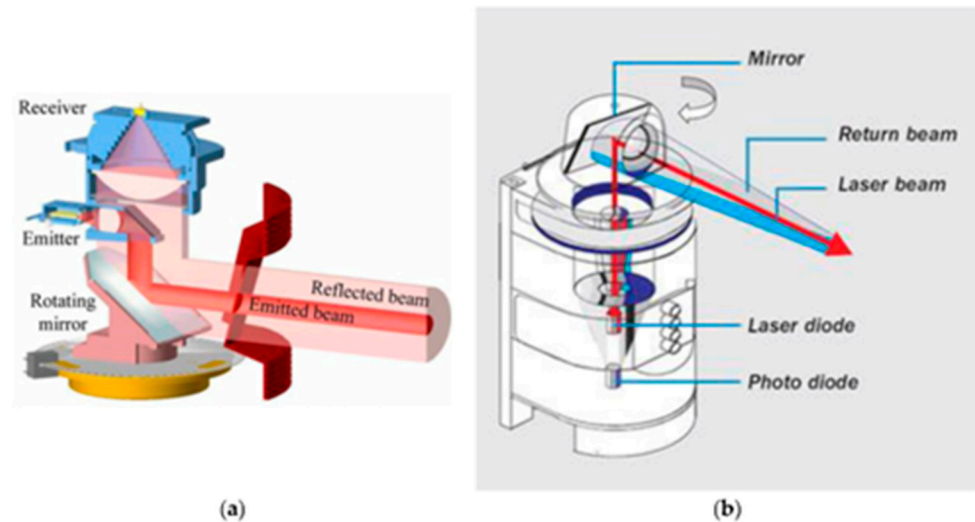 Receiver
Emitter
Rotating
mirror
Reflected beam
Emitted beam
(a)
Mirror
Return beam
Laser beam
Laser diode
Photo diode
(b)